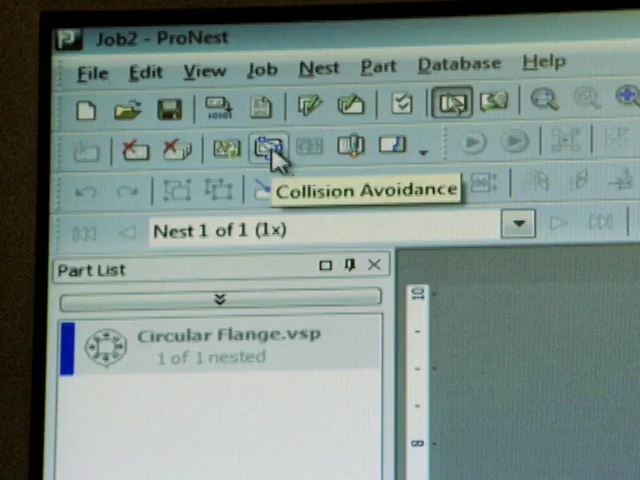 Job2 - ProNest
File Edit View Job Nest Part Database Help
Collision Avoidance
Nest 1 of 1 (1x)
Part List
10
Circular Flange.vsp
1 of 1 nested
8